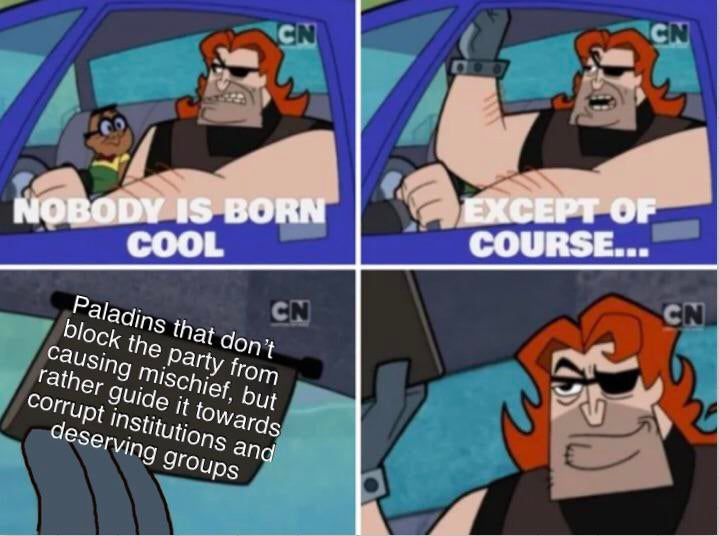 CN
CN
NOBODY IS BORN
COOL
EXCEPT OF
COURSE...
CN
Paladins that don't
block the party from
causing mischief, but
rather guide it towards
corrupt institutions and
deserving groups
CN